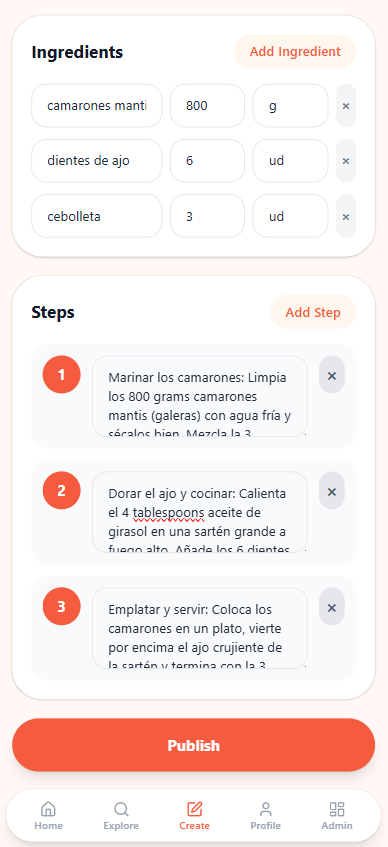 Ingredients
Add Ingredient
camarones manti
800
g
×
dientes de ajo
6
ud
×
cebolleta
3
ud
×
Steps
Add Step
1
Marinar los camarones: Limpia
los 800 grams camarones
mantis (galeras) con agua fría y
sécalos bien. Mezcla la 3
×
2
Dorar el ajo y cocinar: Calienta
el 4 tablespoons aceite de
girasol en una sartén grande a
fuego alto. Añade los 6 dientes
×
3
Emplatar y servir: Coloca los
camarones en un plato, vierte
por encima el ajo crujiente de
la sartén y termina con la 3
×
Publish
Home
Explore
Create
Profile
Admin